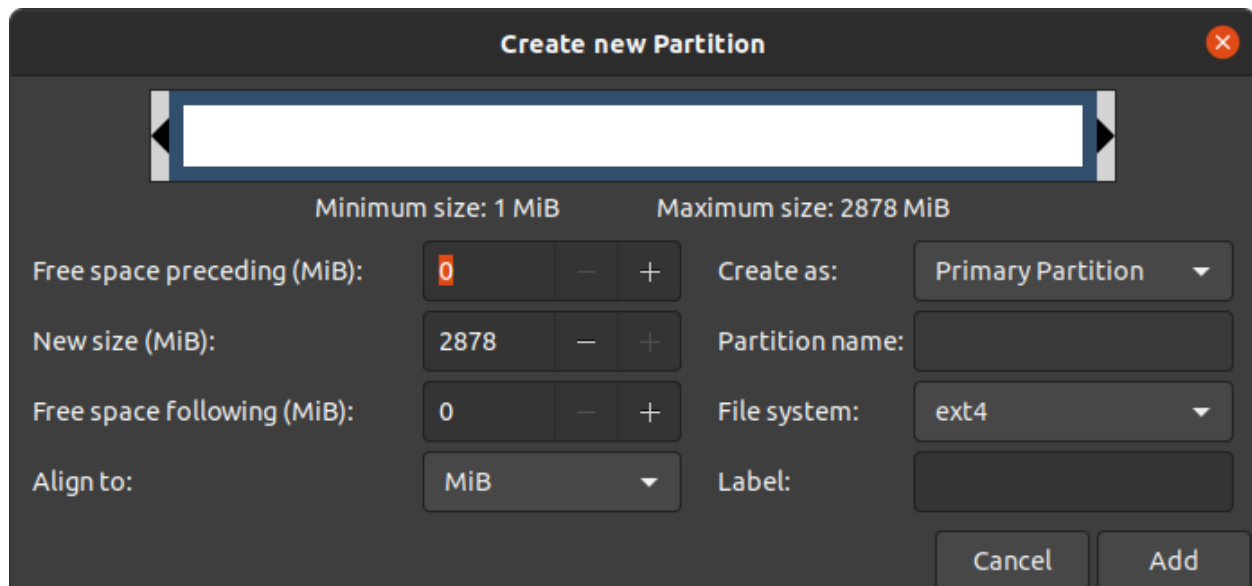 Create new Partition
Minimum size: 1 MiB Maximum size: 2878 MiB
Free space preceding (MiB): 0 Create as: Primary Partition
New size (MiB): 2878 Partition name:
Free space following (MiB): 0 File system: ext4
Align to: MiB Label:
Cancel Add